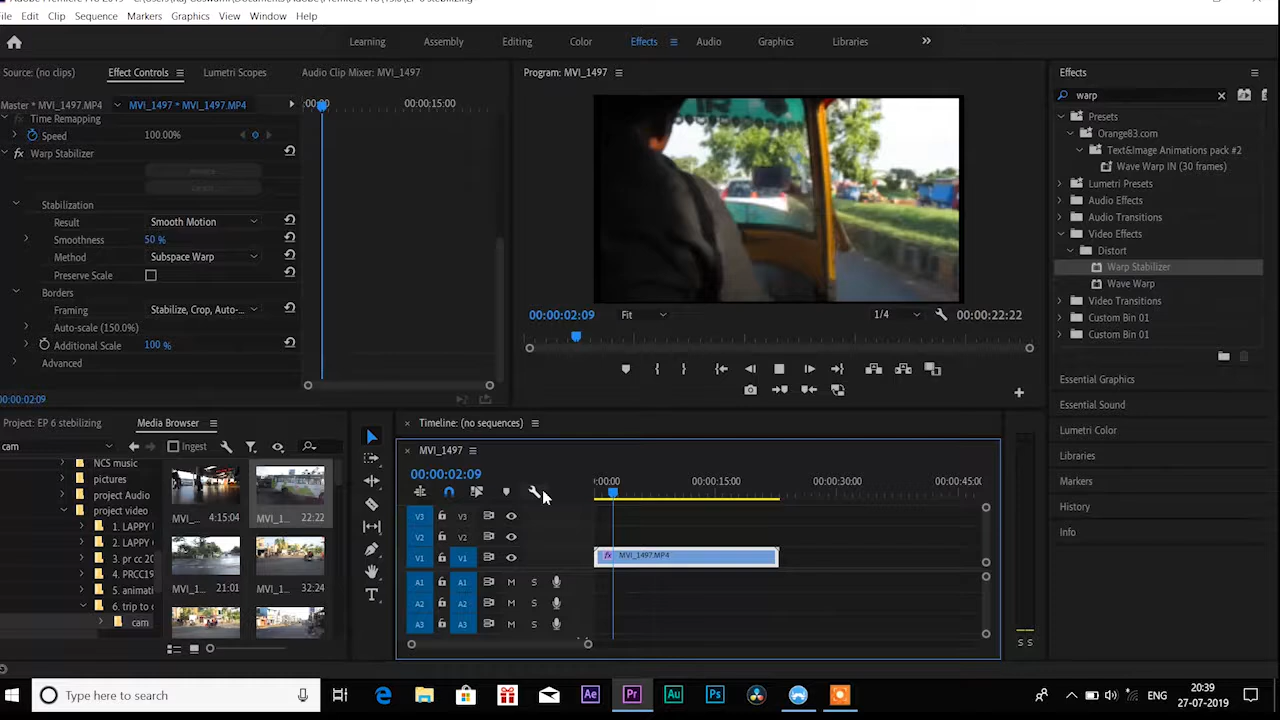 File Edit Clip Sequence Markers Graphics View Window Help
Learning Assembly Editing Color Effects Audio Graphics Libraries
Source: (no clips) Effect Controls Lumetri Scopes Audio Clip Mixer: MVI_1497
Master * MVI_1497.MP4 MVI_1497 * MVI_1497.MP4 :00:00 00:00:15:00
Time Remapping
Speed 100.00%
fx Warp Stabilizer
Stabilization
Result Smooth Motion
Smoothness 50 %
Method Subspace Warp
Preserve Scale
Borders
Framing Stabilize, Crop, Auto-...
Auto-scale (150.0%)
Additional Scale 100 %
Advanced
00:00:02:09
Program: MVI_1497
00:00:02:09 Fit 1/4 00:00:22:22
Effects
warp
Presets
Orange83.com
Text&Image Animations pack #2
Wave Warp IN (30 frames)
Lumetri Presets
Audio Effects
Audio Transitions
Video Effects
Distort
Warp Stabilizer
Wave Warp
Video Transitions
Custom Bin 01
Custom Bin 01
Essential Graphics
Essential Sound
Lumetri Color
Libraries
Markers
History
Info
Project: EP 6 stebilizing Media Browser
cam Ingest
NCS music
pictures
project Audio
project video
1. LAPPY
2. LAPPY
3. pr cc 20
4. PRCC19
5. animati
6. trip to c
cam
MVI_... 4:15:04 MVI_1... 22:22
MVI_1... 21:01 MVI_1... 32:24
Timeline: (no sequences)
MVI_1497
00:00:02:09 :00:00 00:00:15:00 00:00:30:00 00:00:45:0
V3 V3
V2 V2
V1 V1 fx MVI_1497.MP4
A1 A1 M S
A2 A2 M S
A3 A3 M S
S S
Type here to search Ae Pr Au Ps ENG 20:39
27-07-2019